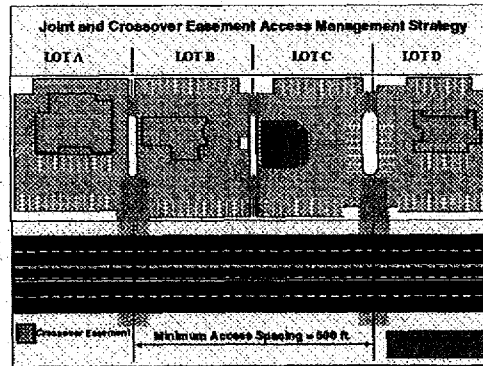 Joint and Crossover Easement Access Management Strategy
LOT A LOT B LOT C LOT D
Crossover Easement
Minimum Access Spacing = 500 ft.